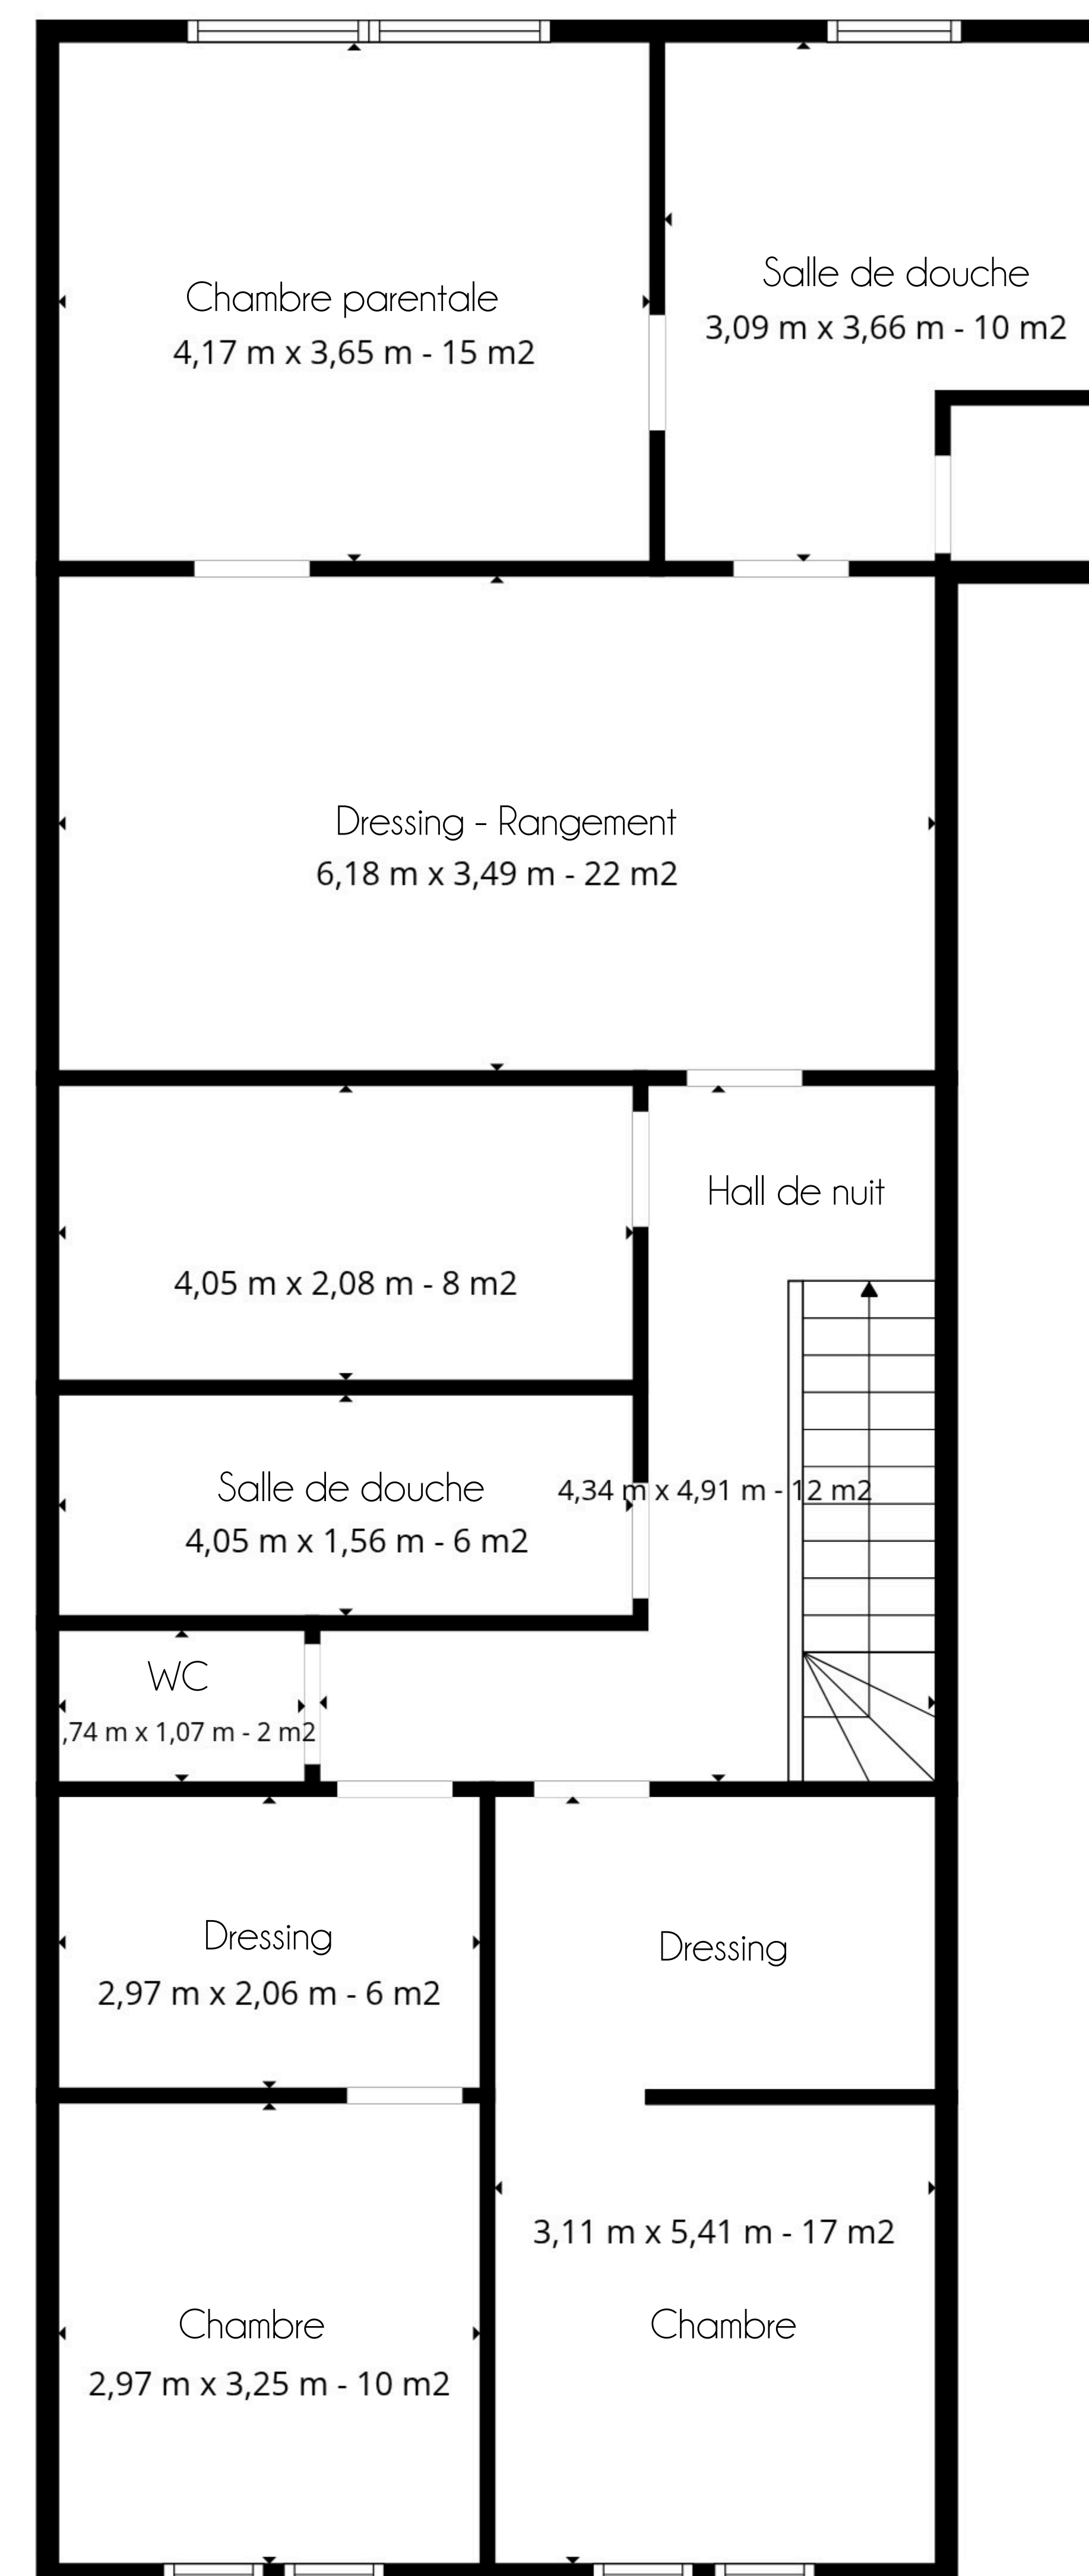 Chambre parentale
4,17 m x 3,65 m - 15 m2
Salle de douche
3,09 m x 3,66 m - 10 m2
Dressing - Rangement
6,18 m x 3,49 m - 22 m2
Hall de nuit
4,05 m x 2,08 m - 8 m2
Salle de douche
4,05 m x 1,56 m - 6 m2
4,34 m x 4,91 m - 12 m2
WC
,74 m x 1,07 m - 2 m2
Dressing
2,97 m x 2,06 m - 6 m2
Dressing
3,11 m x 5,41 m - 17 m2
Chambre
2,97 m x 3,25 m - 10 m2
Chambre